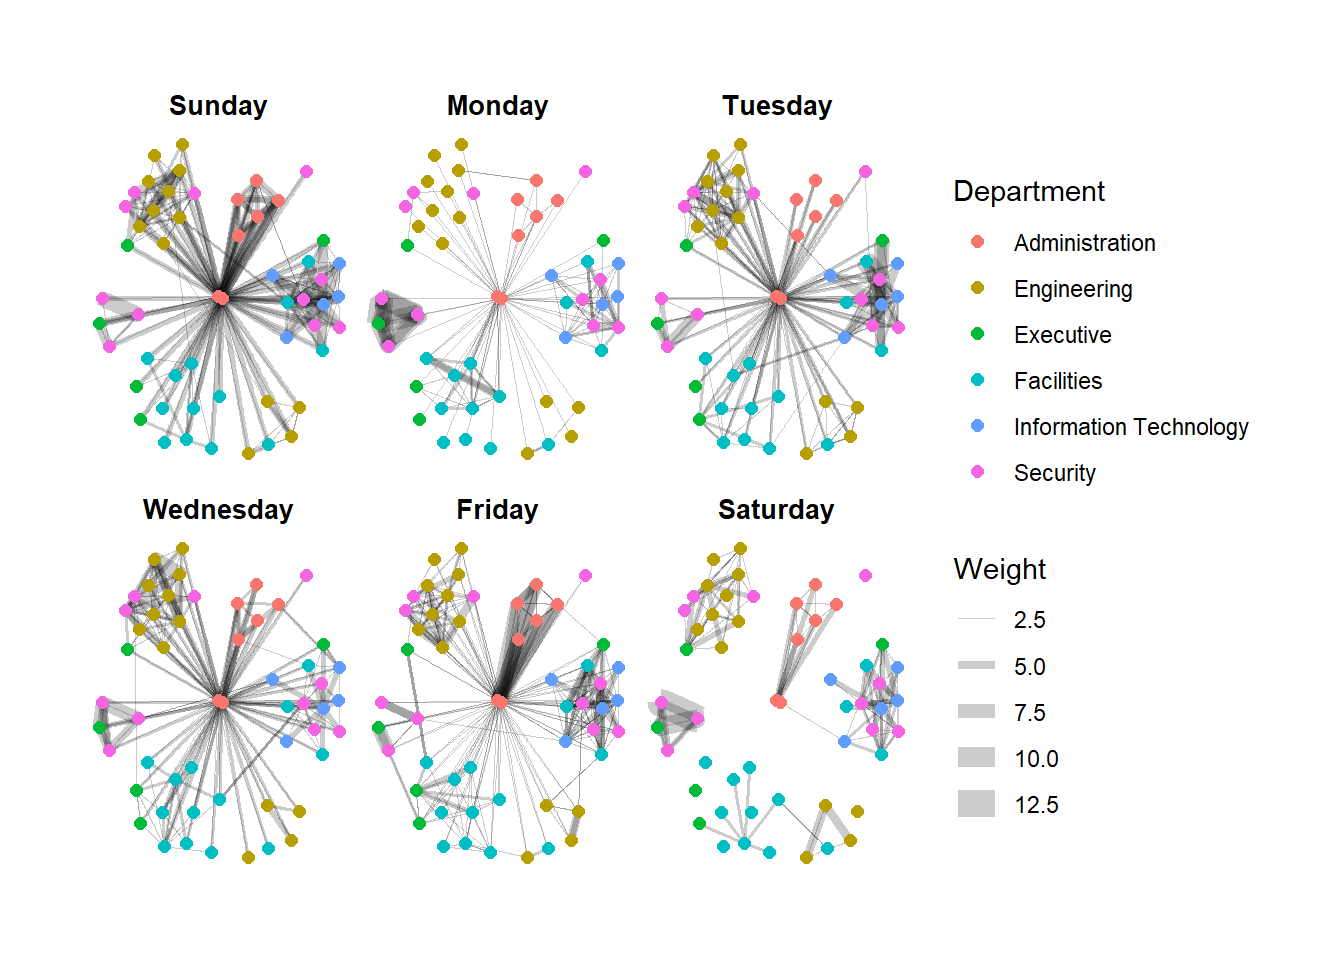 Sunday
Monday
Tuesday
Wednesday
Friday
Saturday
Department
Administration
Engineering
Executive
Facilities
Information Technology
Security
Weight
2.5
5.0
7.5
10.0
12.5